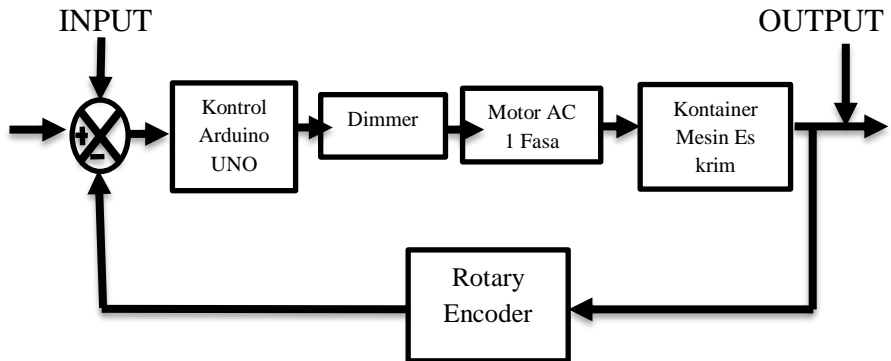 INPUT
OUTPUT
Kontrol
Arduino
UNO
Dimmer
Motor AC
1 Fasa
Kontainer
Mesin Es
krim
+
-
Rotary
Encoder